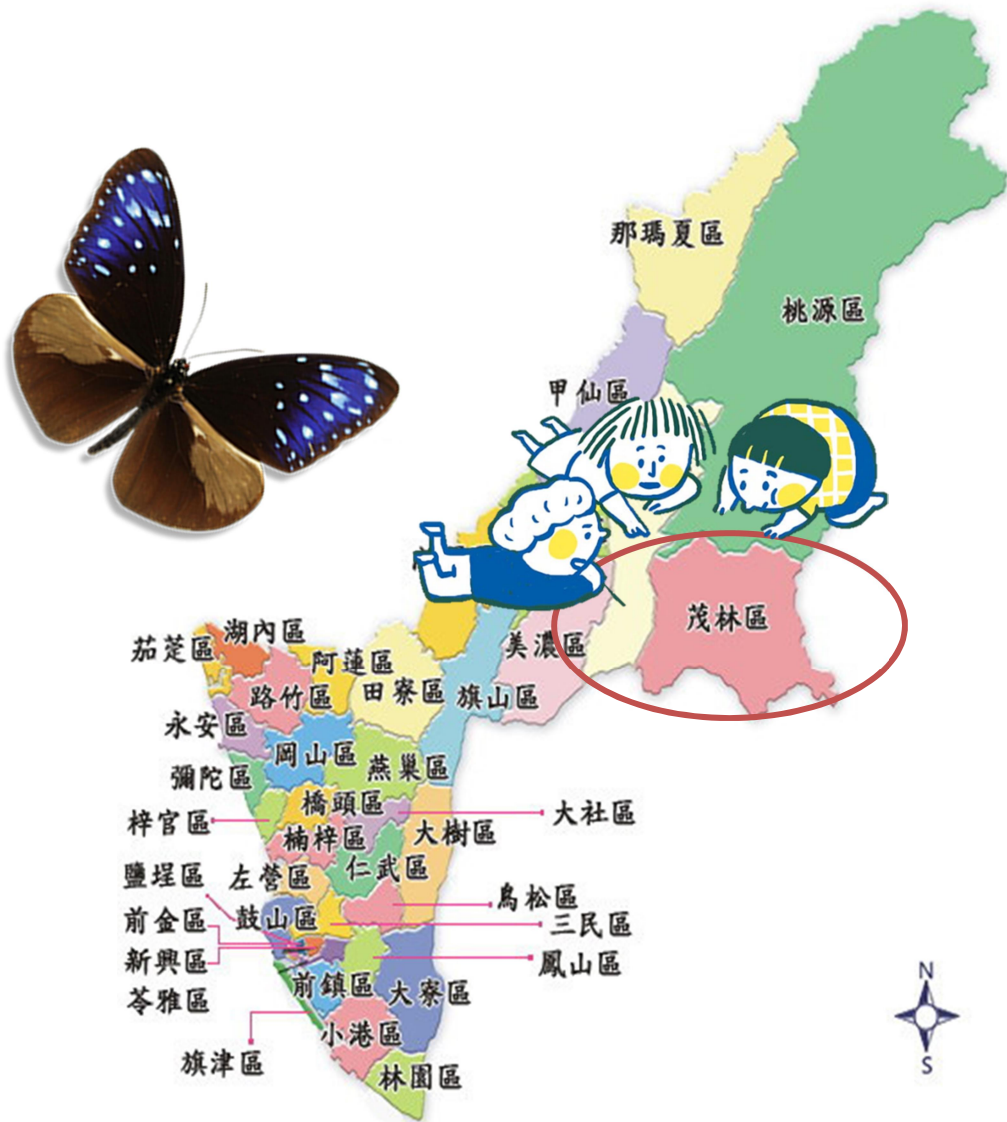 那瑪夏區
桃源區
甲仙區
茂林區
茄萣區
湖內區
阿蓮區
美濃區
路竹區
田寮區
旗山區
永安區
岡山區
燕巢區
彌陀區
橋頭區
大社區
梓官區
楠梓區
大樹區
仁武區
鹽埕區
左營區
鳥松區
前金區
鼓山區
三民區
新興區
鳳山區
苓雅區
前鎮區
大寮區
小港區
旗津區
林園區
N
S